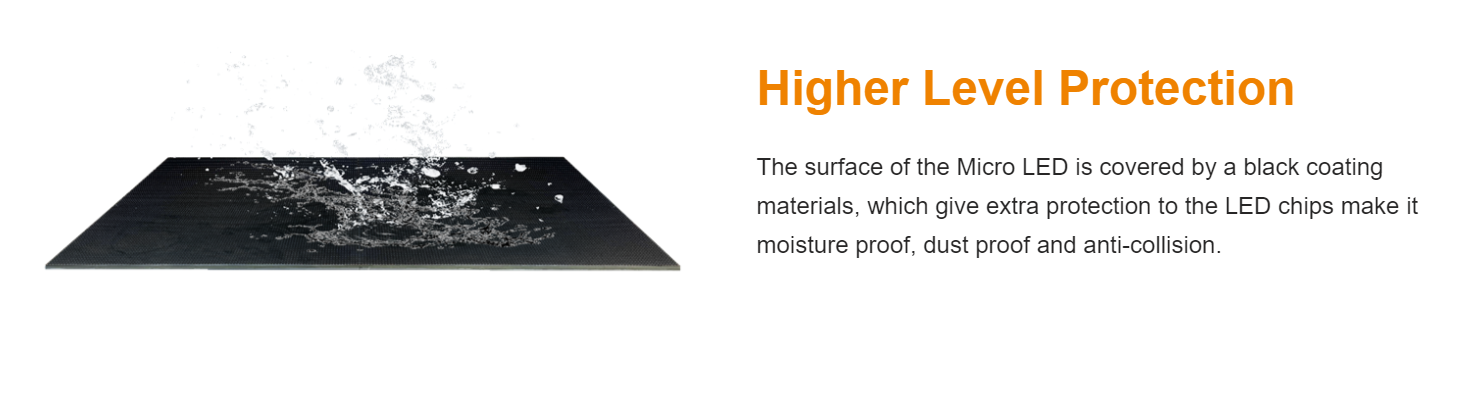 Higher Level Protection
The surface of the Micro LED is covered by a black coating
materials, which give extra protection to the LED chips make it
moisture proof, dust proof and anti-collision.